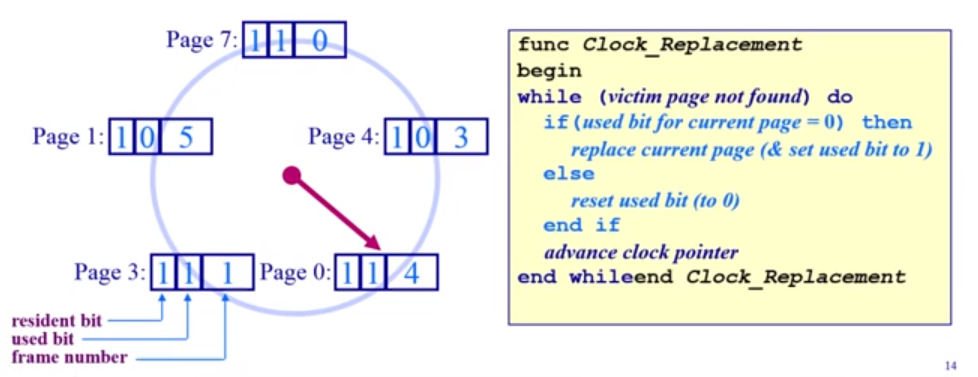 Page 7: 1 1 0
Page 1: 1 0 5
Page 4: 1 0 3
Page 3: 1 1 1
Page 0: 1 1 4
resident bit
used bit
frame number
func Clock_Replacement
begin
while (victim page not found) do
if(used bit for current page = 0) then
replace current page (& set used bit to 1)
else
reset used bit (to 0)
end if
advance clock pointer
end whileend Clock_Replacement
14